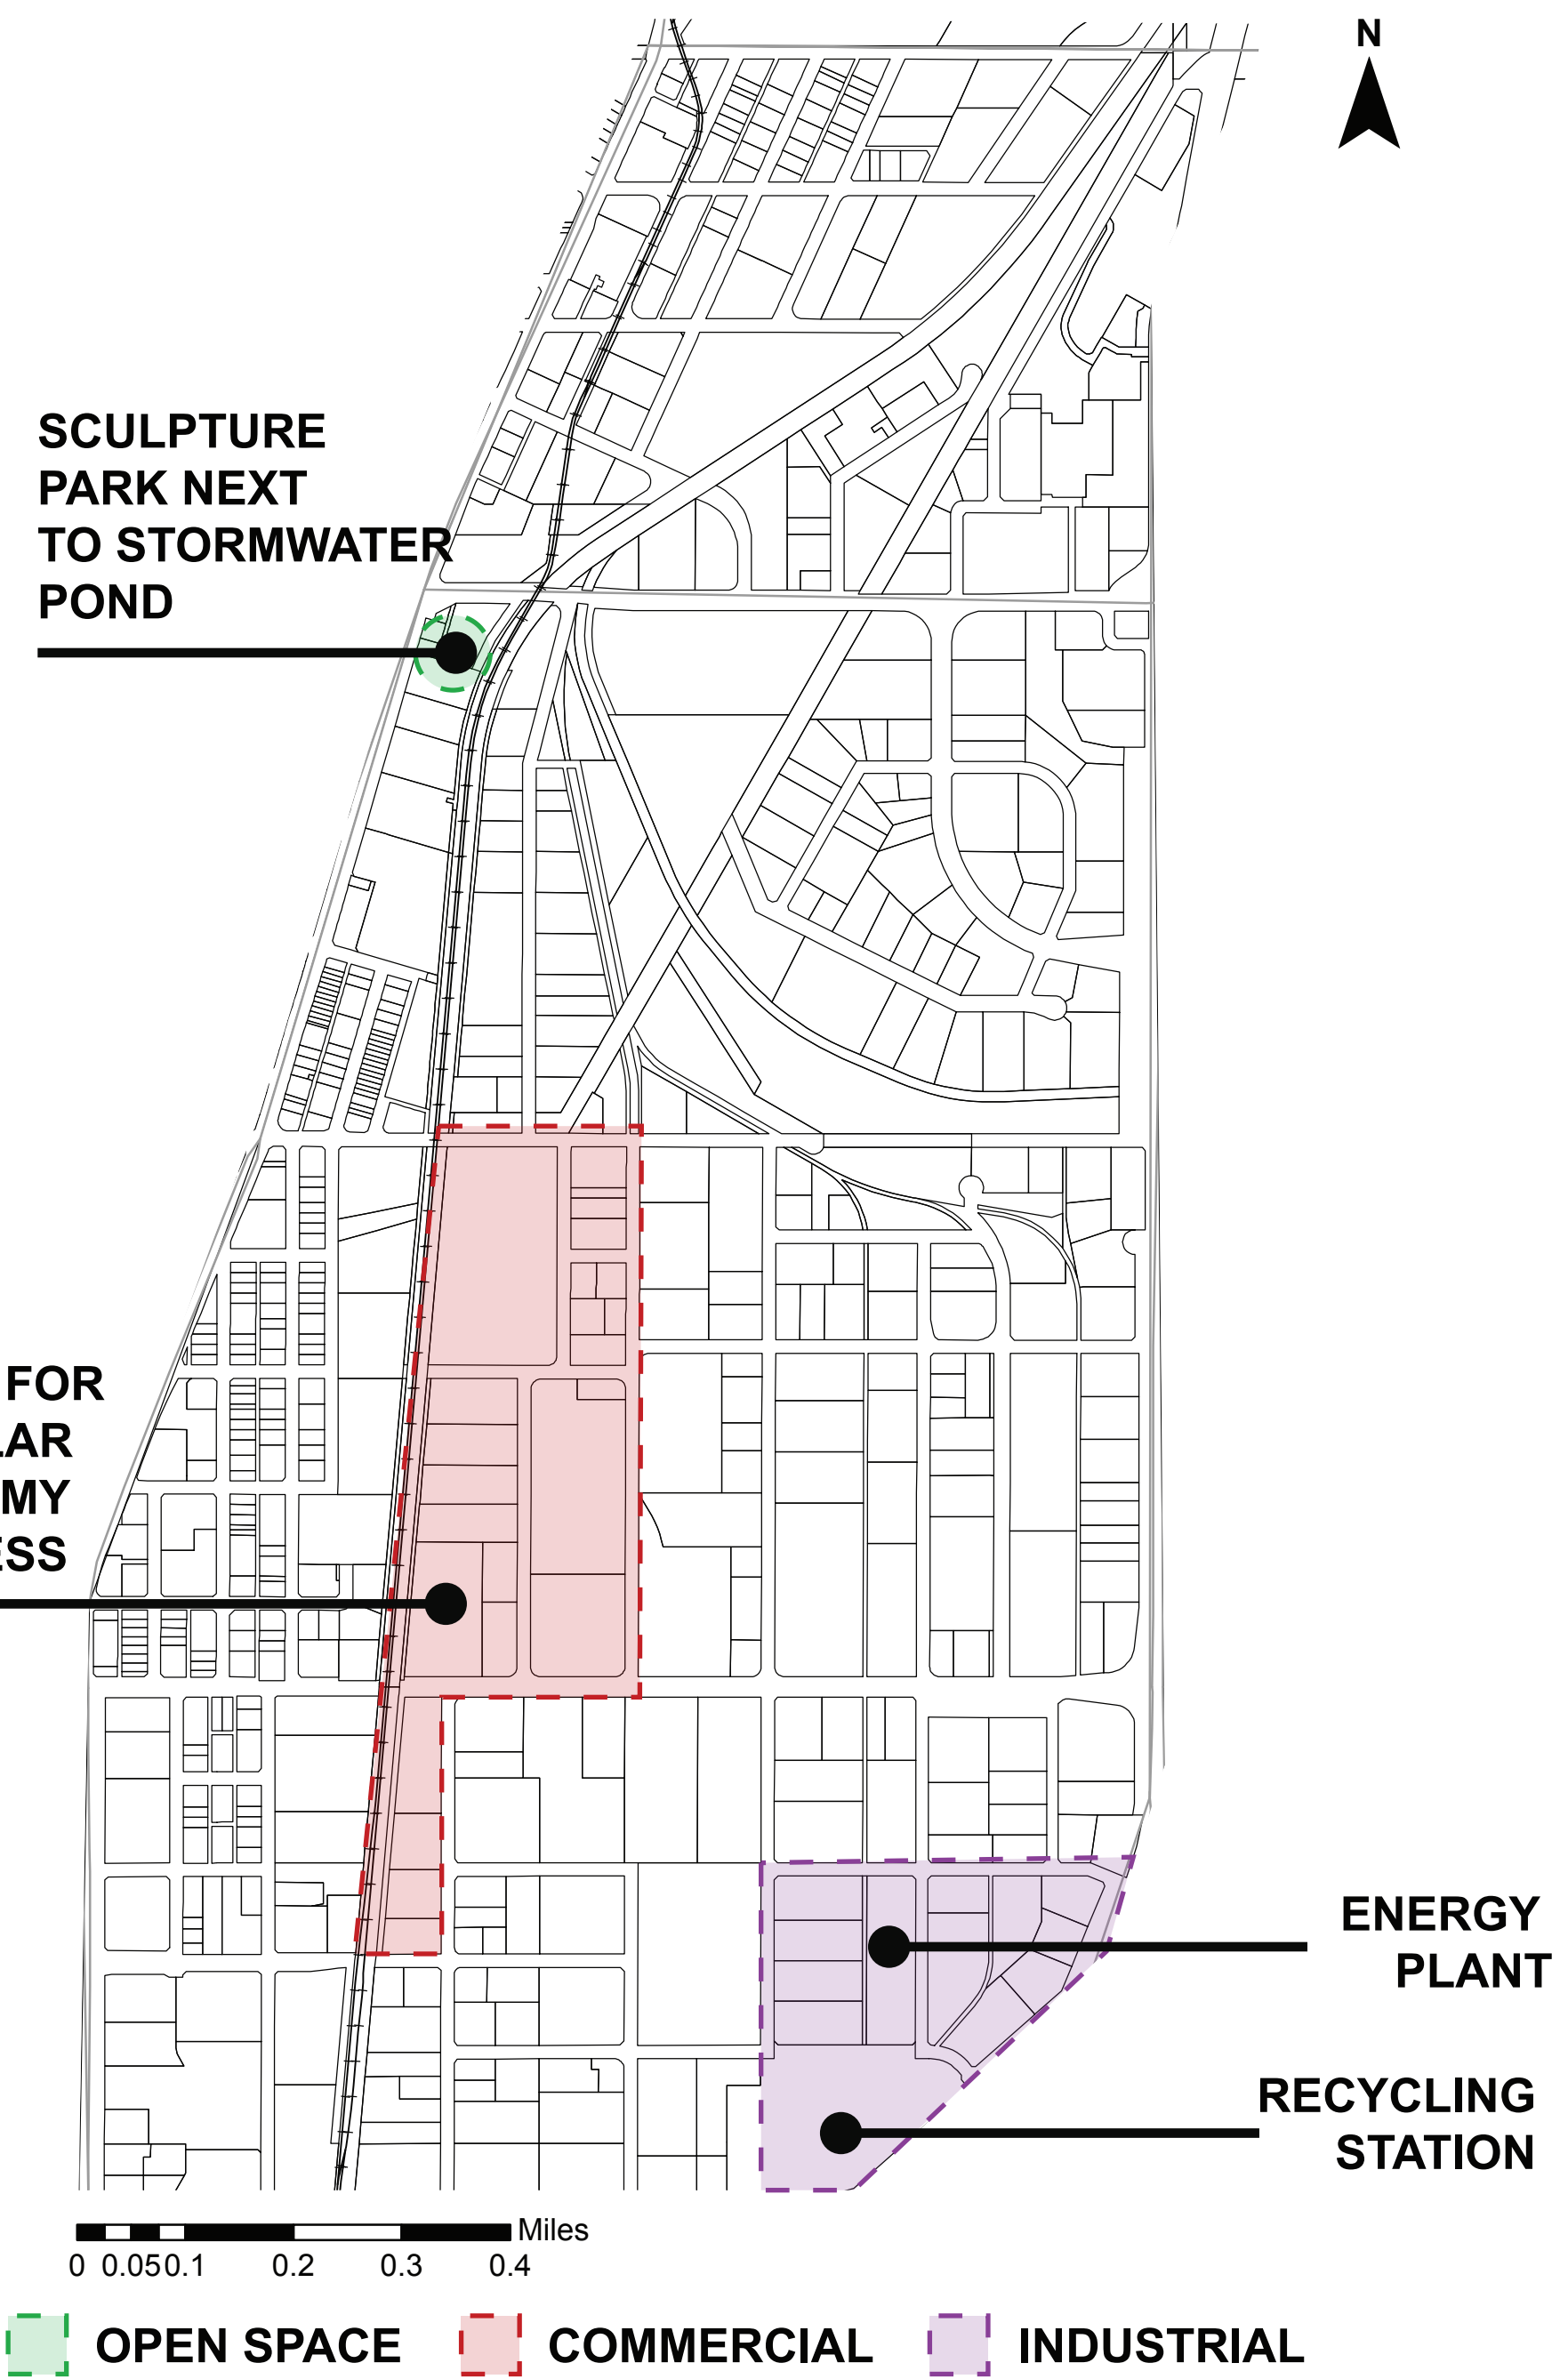 N
SCULPTURE
PARK NEXT
TO STORMWATER
POND
FOR
LAR
MY
ESS
ENERGY
PLANT
RECYCLING
STATION
Miles
0 0.05 0.1 0.2 0.3 0.4
OPEN SPACE
COMMERCIAL
INDUSTRIAL